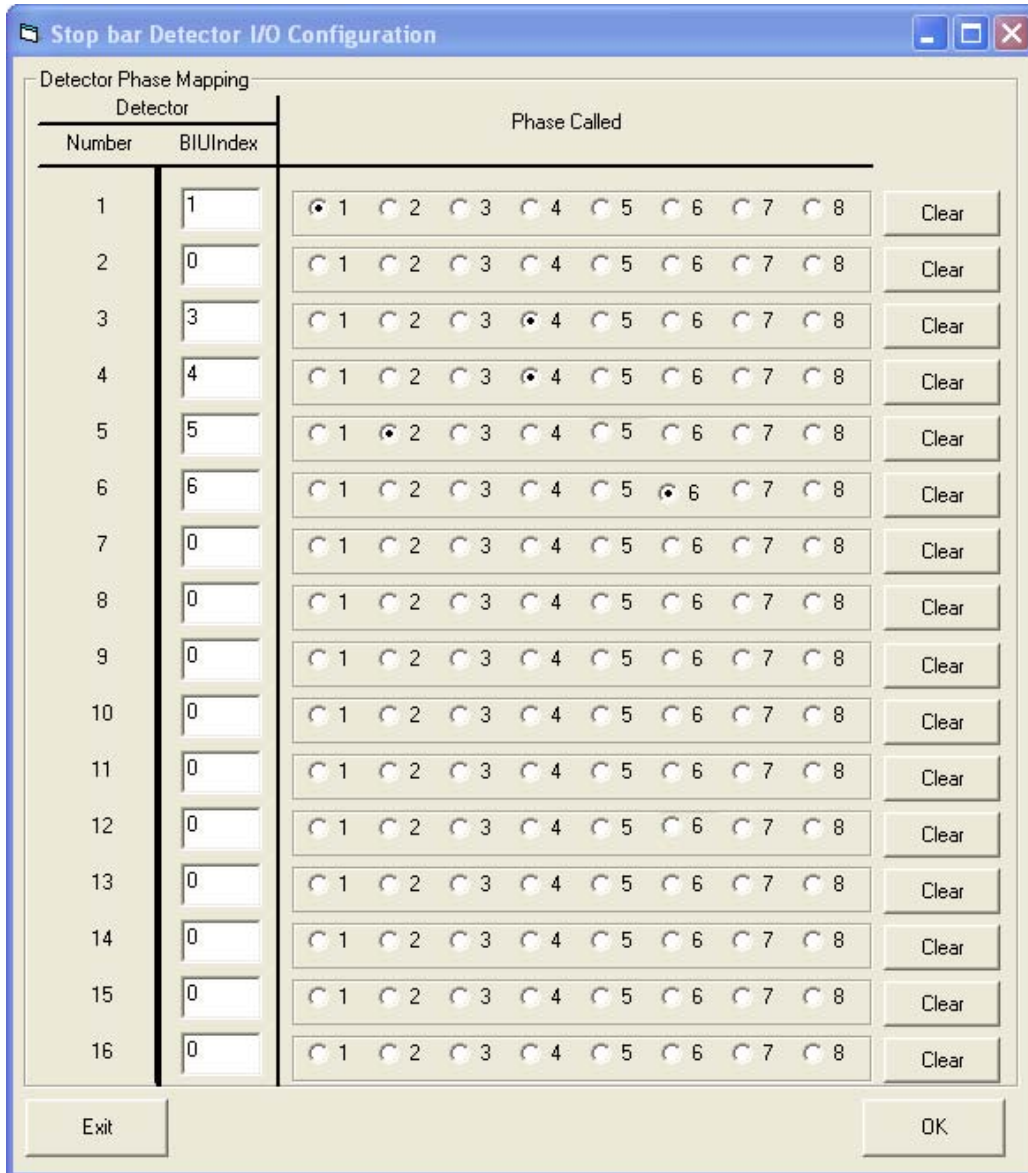 Stop bar Detector I/O Configuration
Detector Phase Mapping
Detector
Phase Called
Number BIUIndex
1 1 1 2 3 4 5 6 7 8 Clear
2 0 1 2 3 4 5 6 7 8 Clear
3 3 1 2 3 4 5 6 7 8 Clear
4 4 1 2 3 4 5 6 7 8 Clear
5 5 1 2 3 4 5 6 7 8 Clear
6 6 1 2 3 4 5 6 7 8 Clear
7 0 1 2 3 4 5 6 7 8 Clear
8 0 1 2 3 4 5 6 7 8 Clear
9 0 1 2 3 4 5 6 7 8 Clear
10 0 1 2 3 4 5 6 7 8 Clear
11 0 1 2 3 4 5 6 7 8 Clear
12 0 1 2 3 4 5 6 7 8 Clear
13 0 1 2 3 4 5 6 7 8 Clear
14 0 1 2 3 4 5 6 7 8 Clear
15 0 1 2 3 4 5 6 7 8 Clear
16 0 1 2 3 4 5 6 7 8 Clear
Exit OK